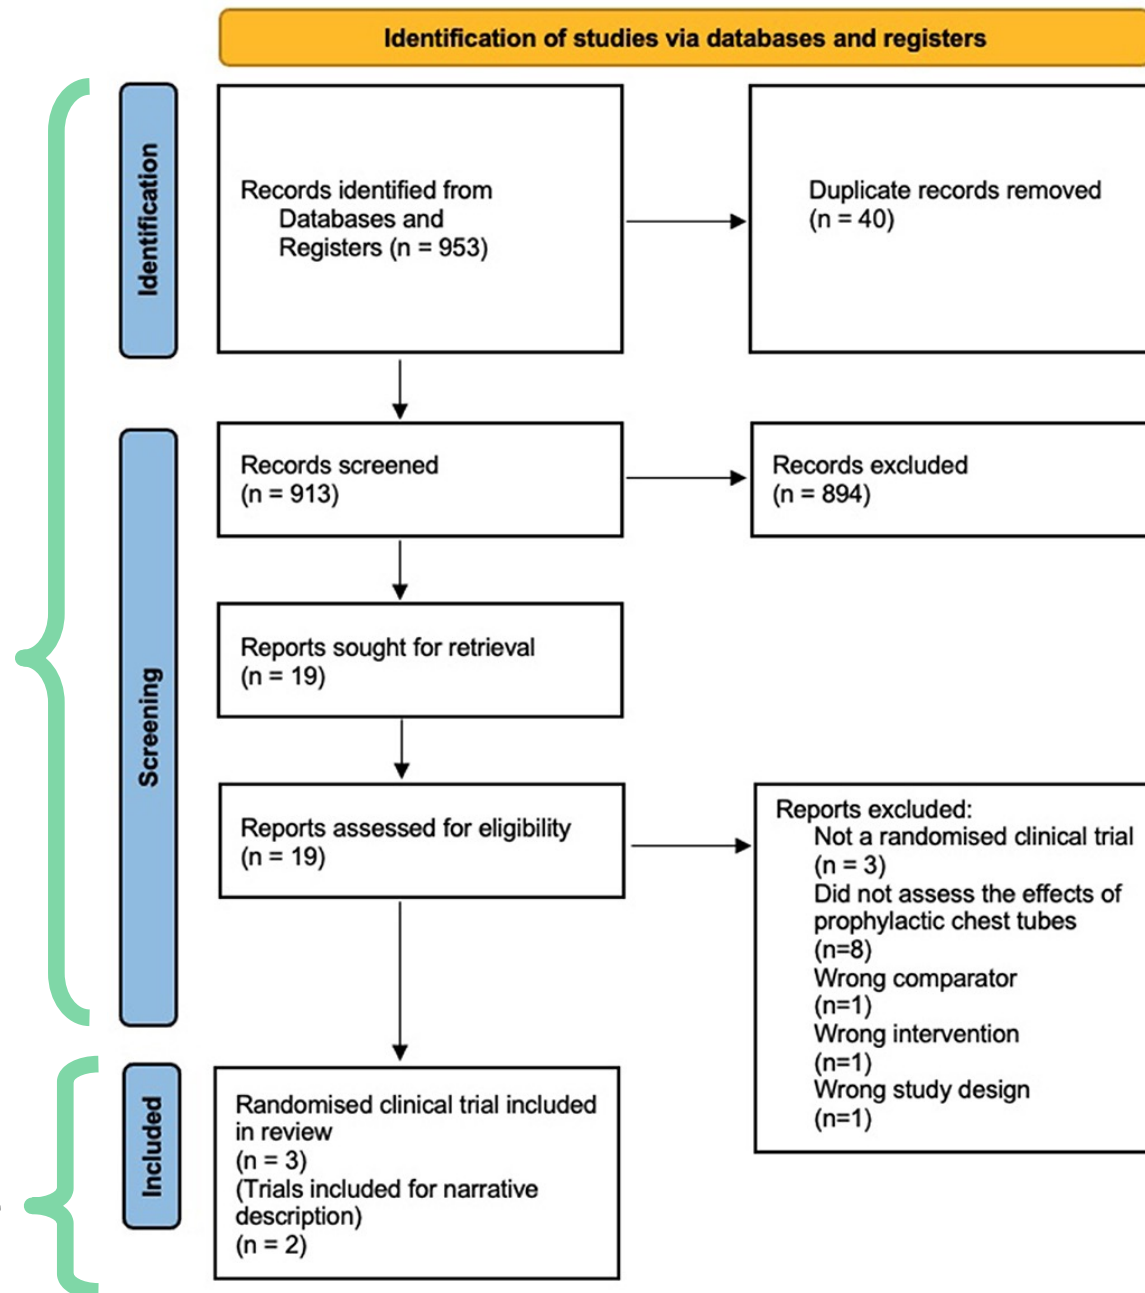 Identification of studies via databases and registers
Identification
Records identified from
Databases and
Registers (n = 953)
Duplicate records removed
(n = 40)
Screening
Records screened
(n = 913)
Records excluded
(n = 894)
Reports sought for retrieval
(n = 19)
Reports assessed for eligibility
(n = 19)
Reports excluded:
Not a randomised clinical trial
(n = 3)
Did not assess the effects of
prophylactic chest tubes
(n=8)
Wrong comparator
(n=1)
Wrong intervention
(n=1)
Wrong study design
(n=1)
Included
Randomised clinical trial included
in review
(n = 3)
(Trials included for narrative
description)
(n = 2)